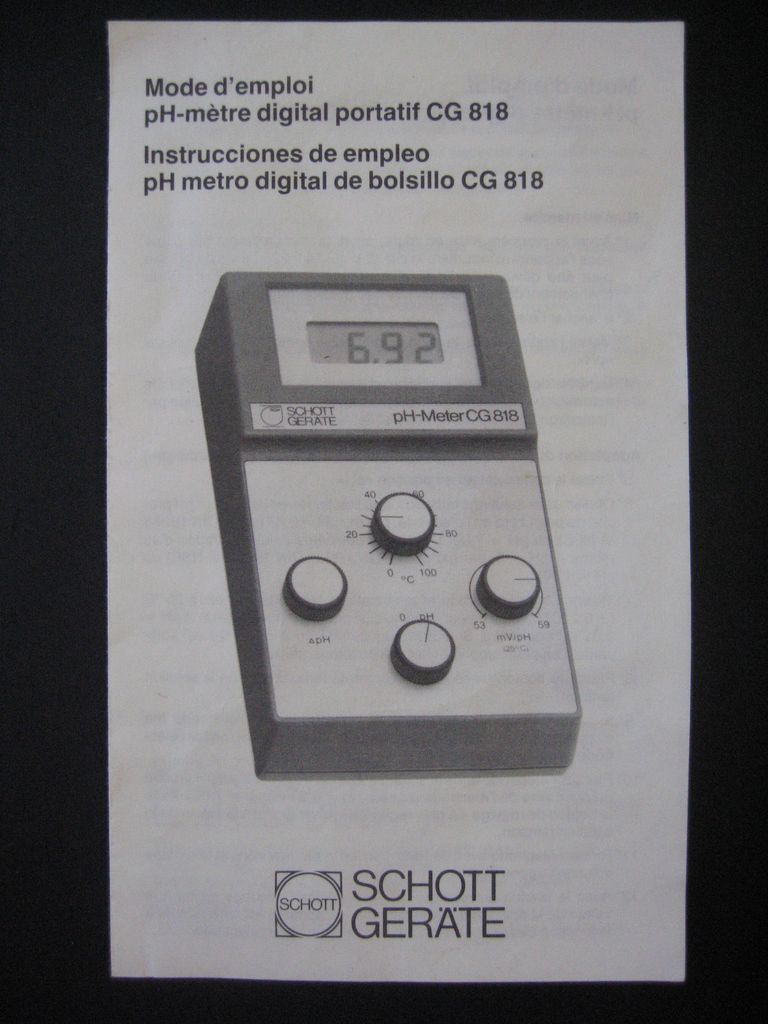 Mode d'emploi
pH-mètre digital portatif CG 818
Instrucciones de empleo
pH metro digital de bolsillo CG 818
6.92
SCHOTT
GERÄTE
pH-Meter CG 818
40 60
20 80
0 100
°C
ΔpH
0 pH
53 59
mV/pH
(25°C)
SCHOTT
SCHOTT
GERÄTE